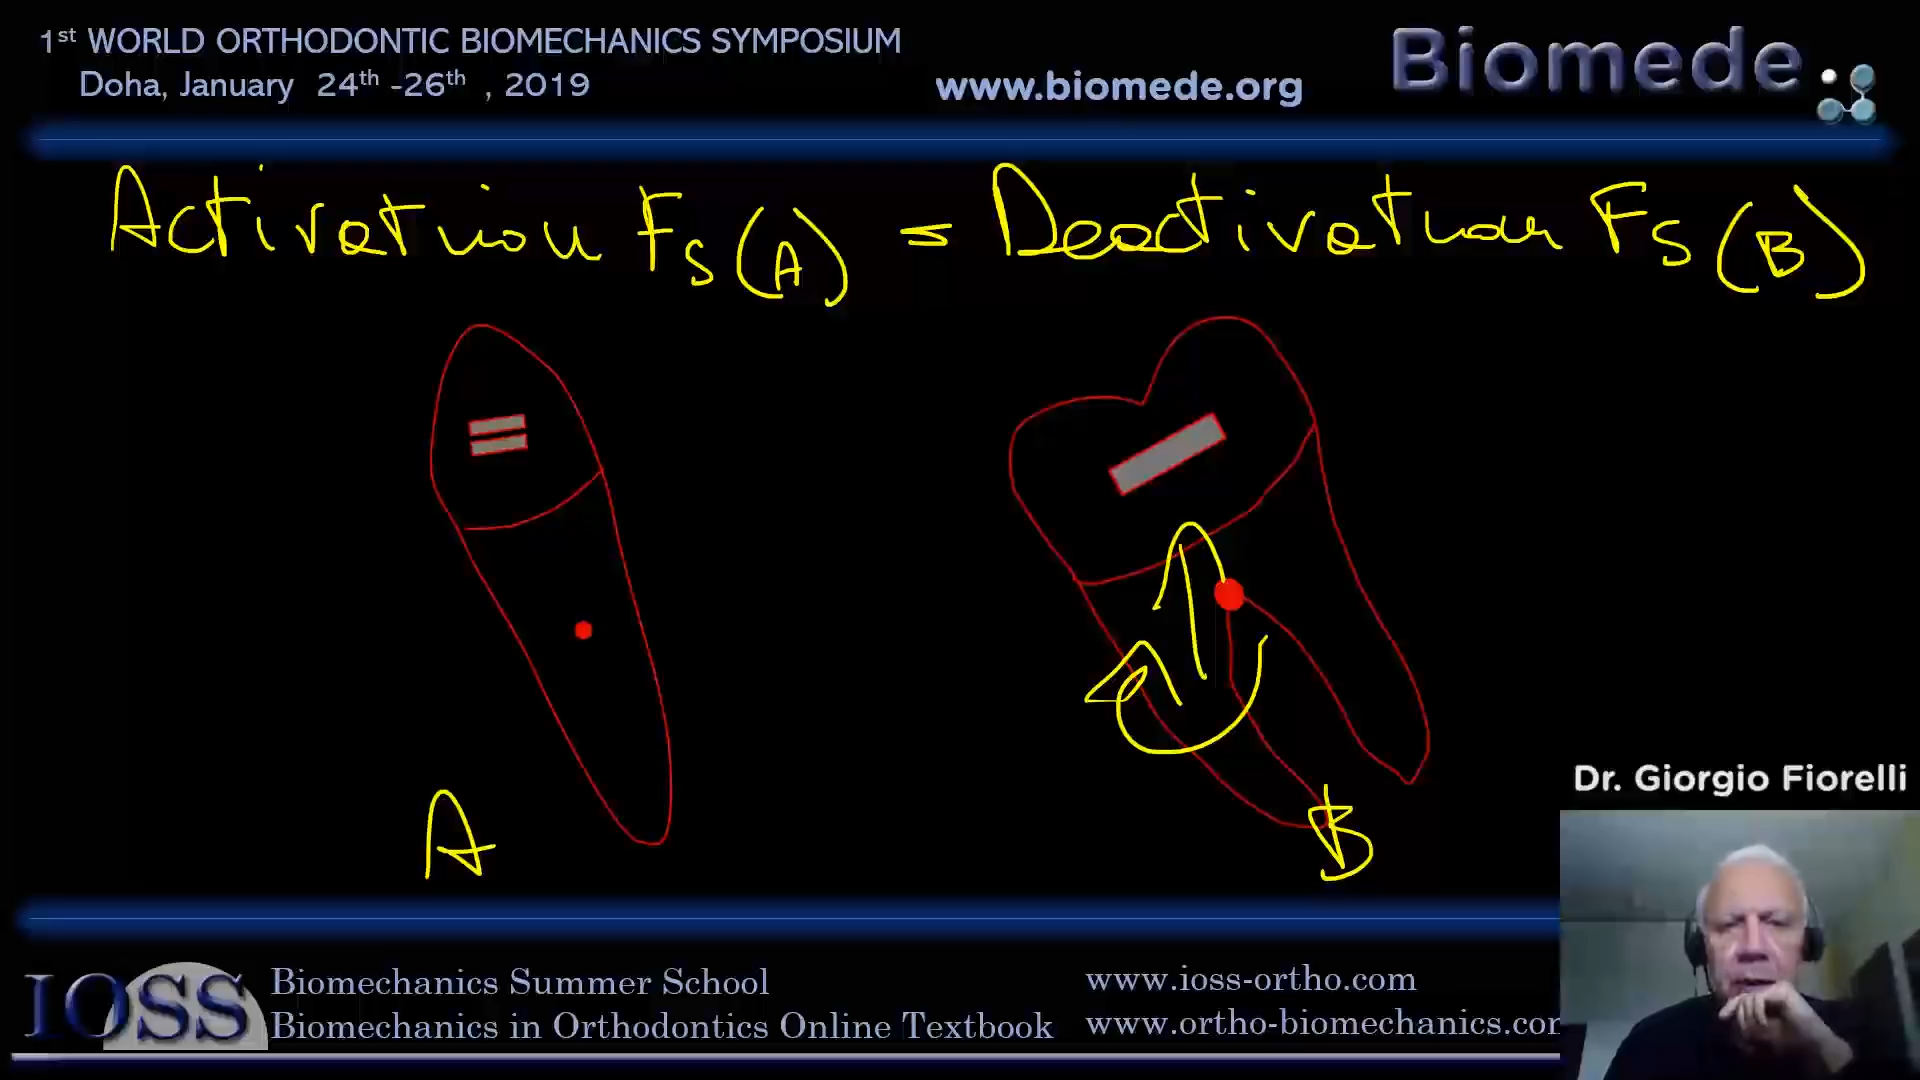 1st WORLD ORTHODONTIC BIOMECHANICS SYMPOSIUM
Doha, January 24th -26th , 2019
www.biomede.org
Biomede
Activation Fs (A) = Deactivation Fs (B)
A
B
Dr. Giorgio Fiorelli
IOSS
Biomechanics Summer School
Biomechanics in Orthodontics Online Textbook
www.ioss-ortho.com
www.ortho-biomechanics.cor